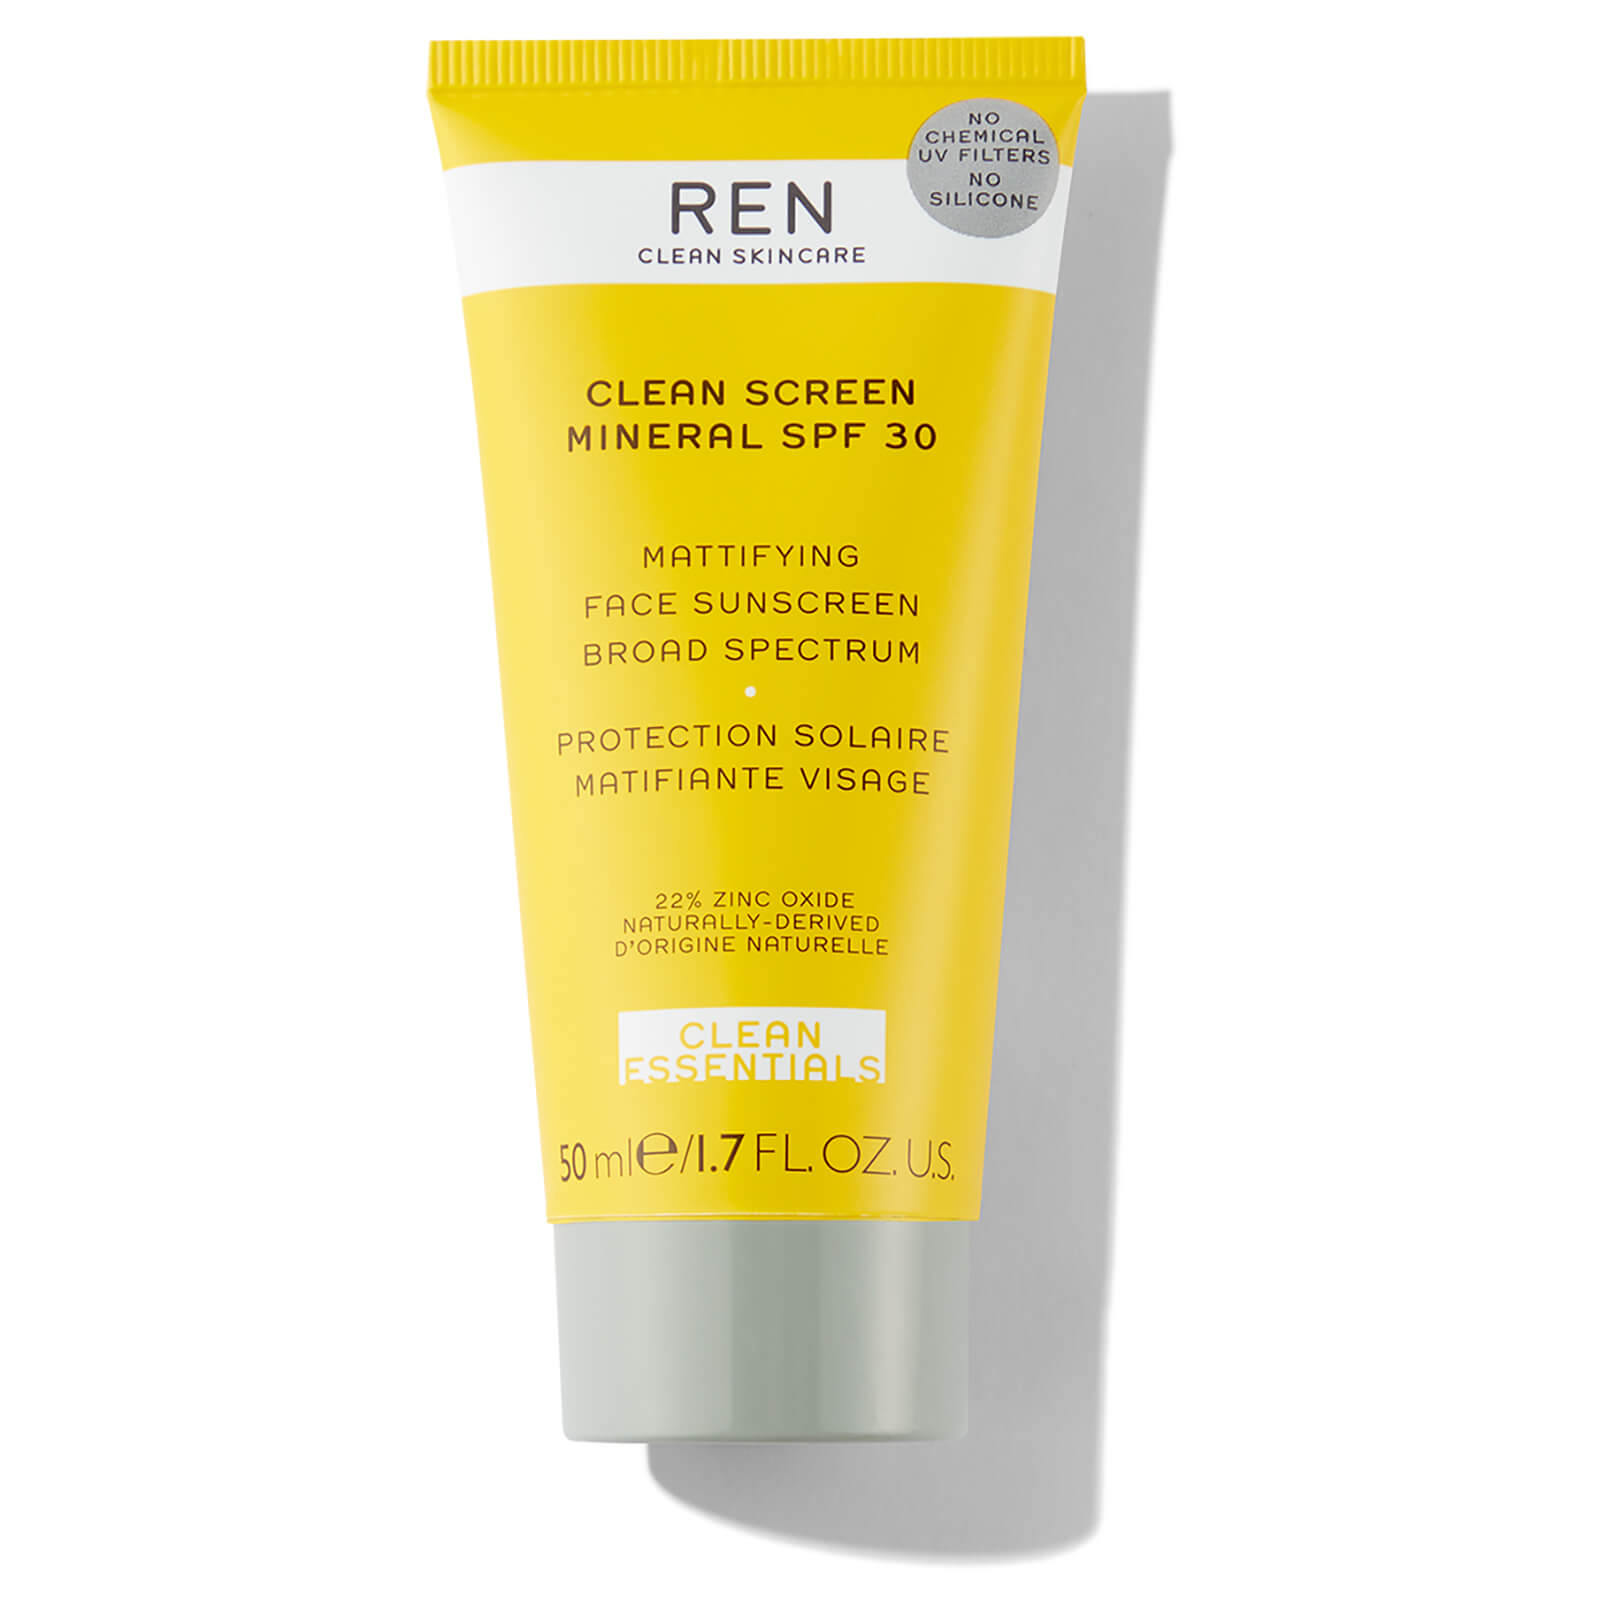 NO
CHEMICAL
UV FILTERS
NO
SILICONE
REN
CLEAN SKINCARE
CLEAN SCREEN
MINERAL SPF 30
MATTIFYING
FACE SUNSCREEN
BROAD SPECTRUM
PROTECTION SOLAIRE
MATIFIANTE VISAGE
22% ZINC OXIDE
NATURALLY-DERIVED
D'ORIGINE NATURELLE
CLEAN
ESSENTIALS
50 ml℮/1.7 FL. OZ. U.S.